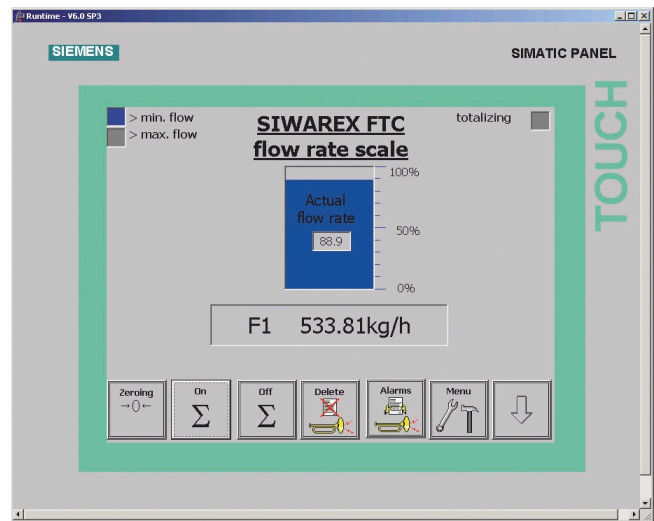 Runtime - V6.0 SP3
SIEMENS
SIMATIC PANEL
TOUCH
> min. flow
> max. flow
SIWAREX FTC
flow rate scale
totalizing
100%
50%
0%
Actual
flow rate
88.9
F1 533.81kg/h
Zeroing
→0←
On
Σ
Off
Σ
Delete
Alarms
Menu